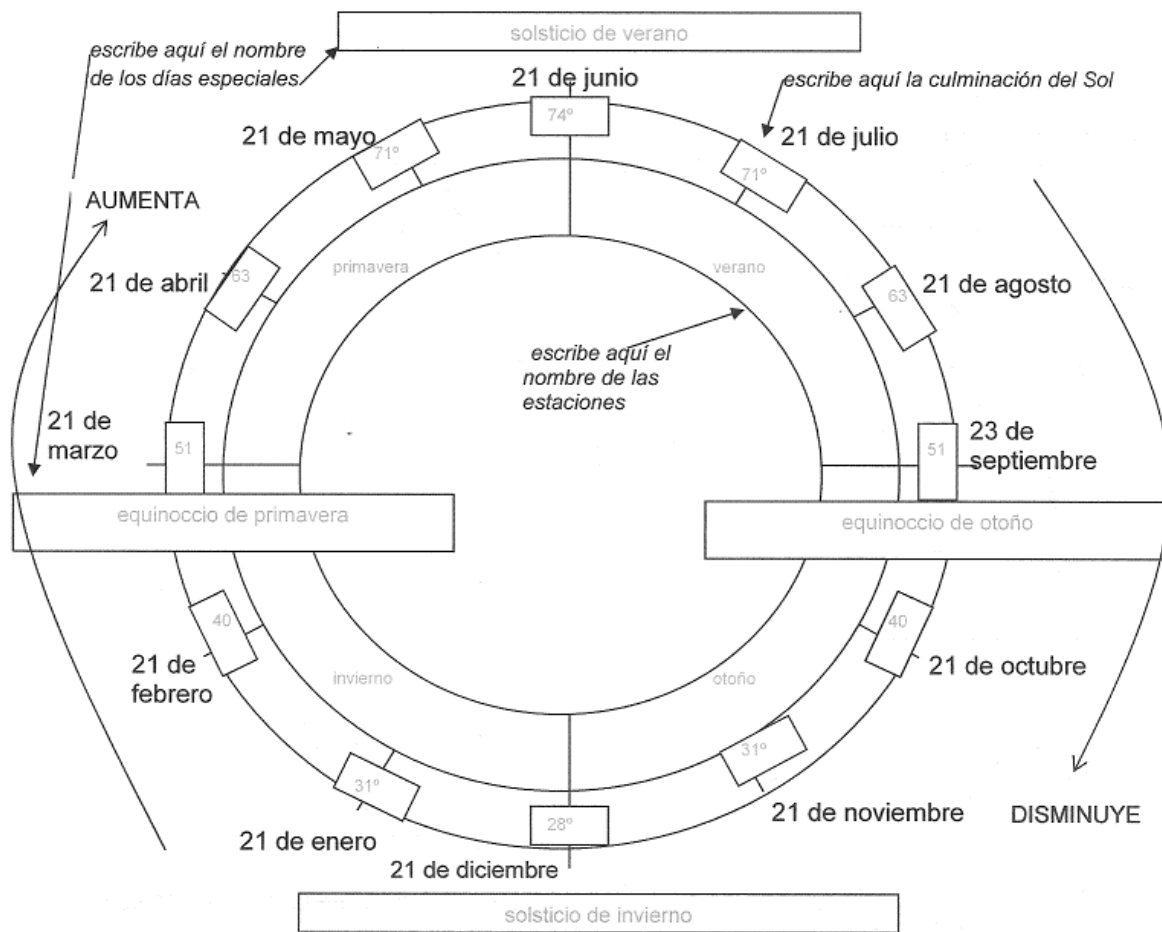 solsticio de verano
escribe aquí el nombre
de los días especiales
21 de junio
escribe aquí la culminación del Sol
74º
21 de mayo
71º
21 de julio
71º
AUMENTA
21 de abril
63
primavera
verano
63
21 de agosto
escribe aquí el
nombre de las
estaciones
21 de
marzo
51
51
23 de
septiembre
equinoccio de primavera
equinoccio de otoño
40
40
21 de
febrero
invierno
otoño
21 de octubre
31º
31º
21 de enero
28º
21 de noviembre
DISMINUYE
21 de diciembre
solsticio de invierno